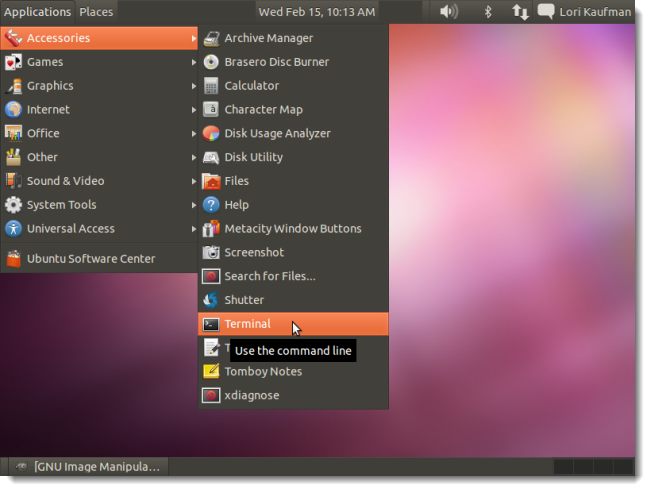 Applications Places Wed Feb 15, 10:13 AM Lori Kaufman
Accessories
Games
Graphics
Internet
Office
Other
Sound & Video
System Tools
Universal Access
Ubuntu Software Center
Archive Manager
Brasero Disc Burner
Calculator
Character Map
Disk Usage Analyzer
Disk Utility
Files
Help
Metacity Window Buttons
Screenshot
Search for Files...
Shutter
Terminal
Use the command line
Tomboy Notes
xdiagnose
[GNU Image Manipula...